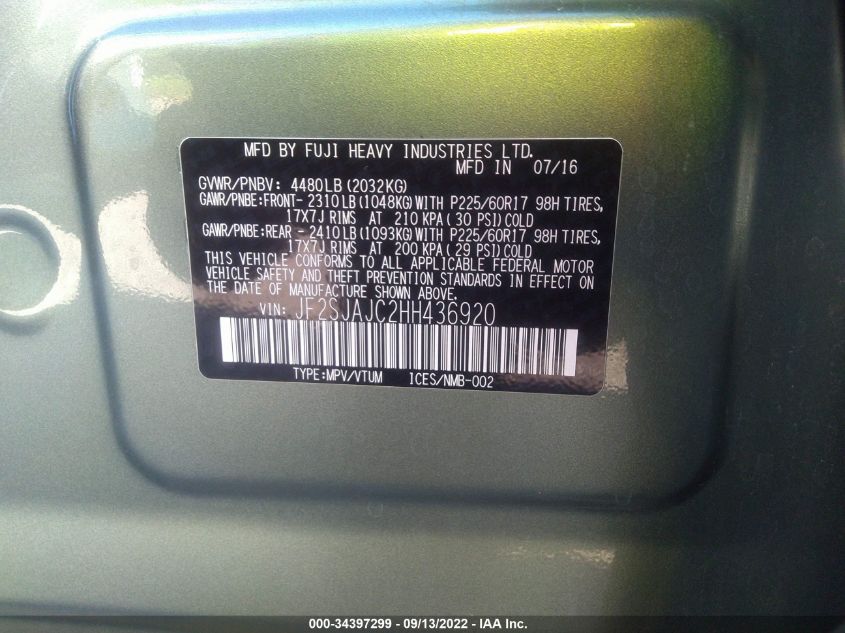 MFD BY FUJI HEAVY INDUSTRIES LTD.
MFD IN 07/16
GVWR/PNBV: 4480LB (2032KG)
GAWR/PNBE:FRONT- 2310LB (1048KG) WITH P225/60R17 98H TIRES,
17X7J RIMS AT 210 KPA (30 PSI) COLD
GAWR/PNBE:REAR - 2410LB (1093KG) WITH P225/60R17 98H TIRES,
17X7J RIMS AT 200 KPA (29 PSI) COLD
THIS VEHICLE CONFORMS TO ALL APPLICABLE FEDERAL MOTOR
VEHICLE SAFETY AND THEFT PREVENTION STANDARDS IN EFFECT ON
THE DATE OF MANUFACTURE SHOWN ABOVE.
VIN: JF2SJAJC2HH436920
TYPE:MPV/VTUM ICES/NMB-002
000-34397299 - 09/13/2022 - IAA Inc.